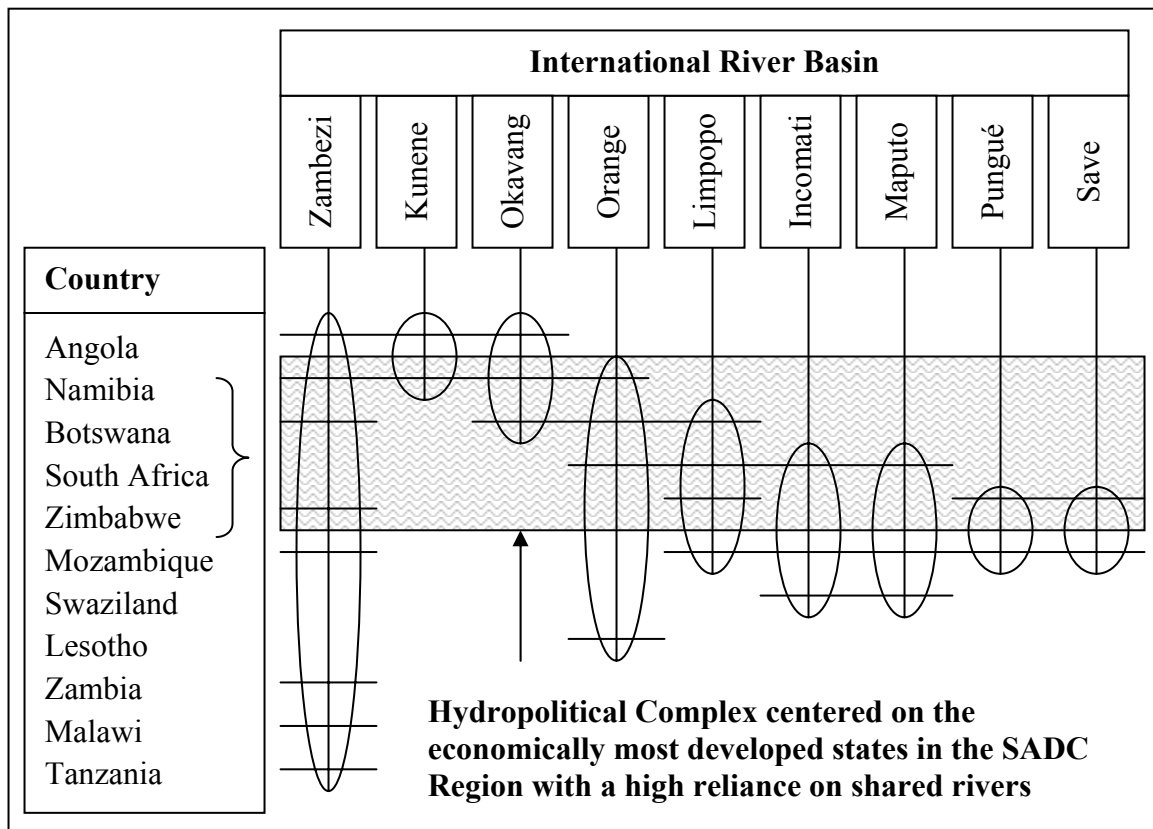 International River Basin
Zambezi
Kunene
Okavang
Orange
Limpopo
Incomati
Maputo
Pungué
Save
Country
Angola
Namibia
Botswana
South Africa
Zimbabwe
Mozambique
Swaziland
Lesotho
Zambia
Malawi
Tanzania
Hydropolitical Complex centered on the
economically most developed states in the SADC
Region with a high reliance on shared rivers